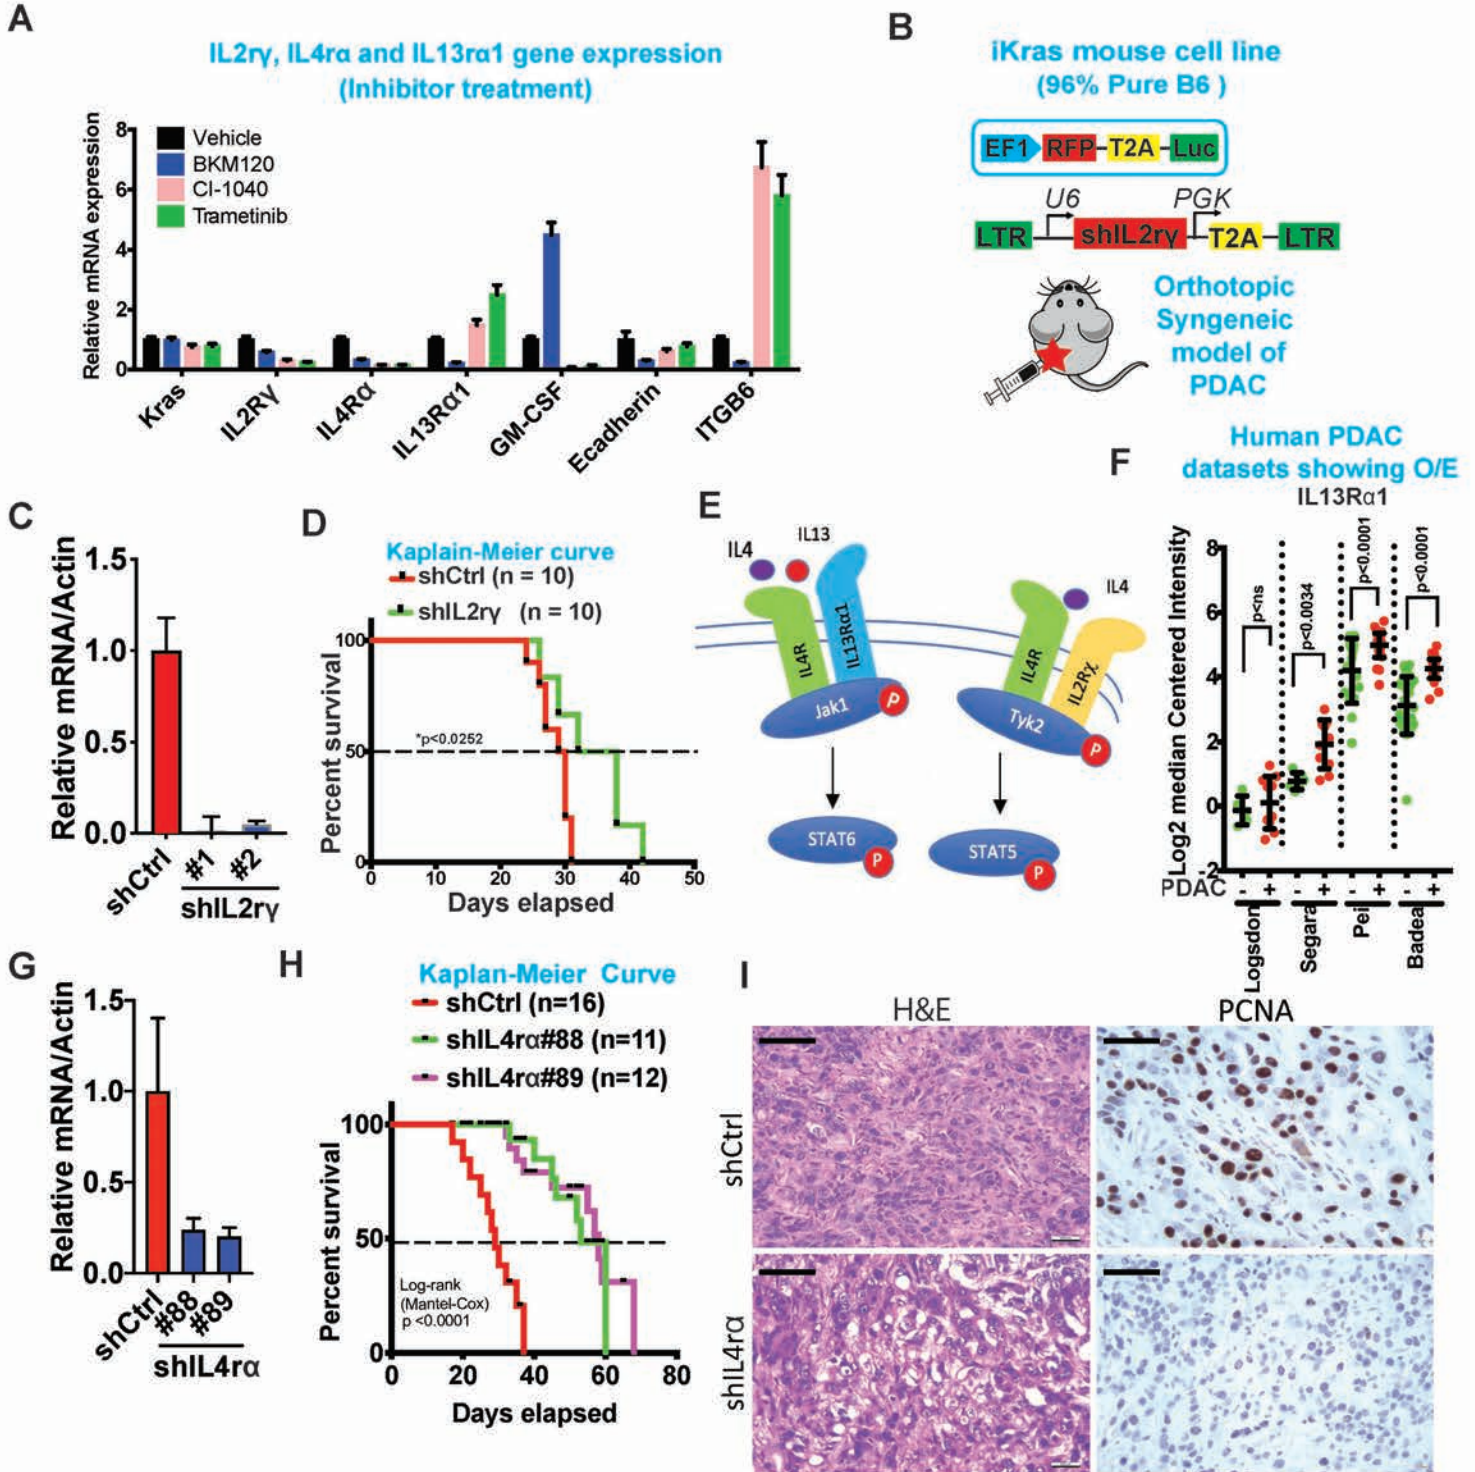 A
IL2rγ, IL4rα and IL13rα1 gene expression
(Inhibitor treatment)
Relative mRNA expression
8
6
4
2
0
Vehicle
BKM120
CI-1040
Trametinib
Kras
IL2Rγ
IL4Rα
IL13Rα1
GM-CSF
Ecadherin
ITGB6
B
iKras mouse cell line
(96% Pure B6 )
EF1 RFP T2A Luc
U6 PGK
LTR shIL2rγ T2A LTR
Orthotopic
Syngeneic
model of
PDAC
C
Relative mRNA/Actin
1.5
1.0
0.5
0.0
shCtrl
#1
#2
shIL2rγ
D
Kaplain-Meier curve
shCtrl (n = 10)
shIL2rγ (n = 10)
Percent survival
100
50
0
*p<0.0252
0 10 20 30 40 50
Days elapsed
E
IL4
IL13
IL4R
IL13Rα1
Jak1
P
STAT6
P
IL4
IL4R
IL2Rχ
Tyk2
P
STAT5
P
F
Human PDAC
datasets showing O/E
IL13Rα1
Log2 median Centered Intensity
8
6
4
2
0
-2
p<ns
p<0.0034
p<0.0001
p<0.0001
PDAC - + - + - + - +
Logsdon
Segara
Pei
Badea
G
Relative mRNA/Actin
1.5
1.0
0.5
0.0
shCtrl
#88
#89
shIL4rα
H
Kaplan-Meier Curve
shCtrl (n=16)
shIL4rα#88 (n=11)
shIL4rα#89 (n=12)
Percent survival
100
50
0
Log-rank
(Mantel-Cox)
p <0.0001
0 20 40 60 80
Days elapsed
I
H&E
PCNA
shCtrl
shIL4rα